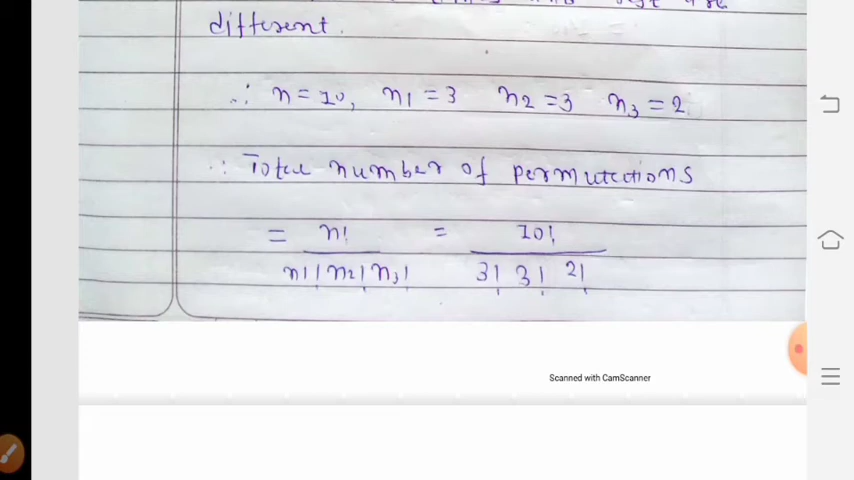 different.
∴ n = 10, n1 = 3 n2 = 3 n3 = 2
∴ Total number of permutations
= n! / n1! n2! n3! = 10! / 3! 3! 2!
Scanned with CamScanner